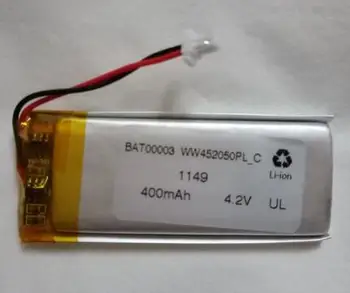 BAT00003 WW452050PL_C
Li-ion
1149
400mAh 4.2V UL